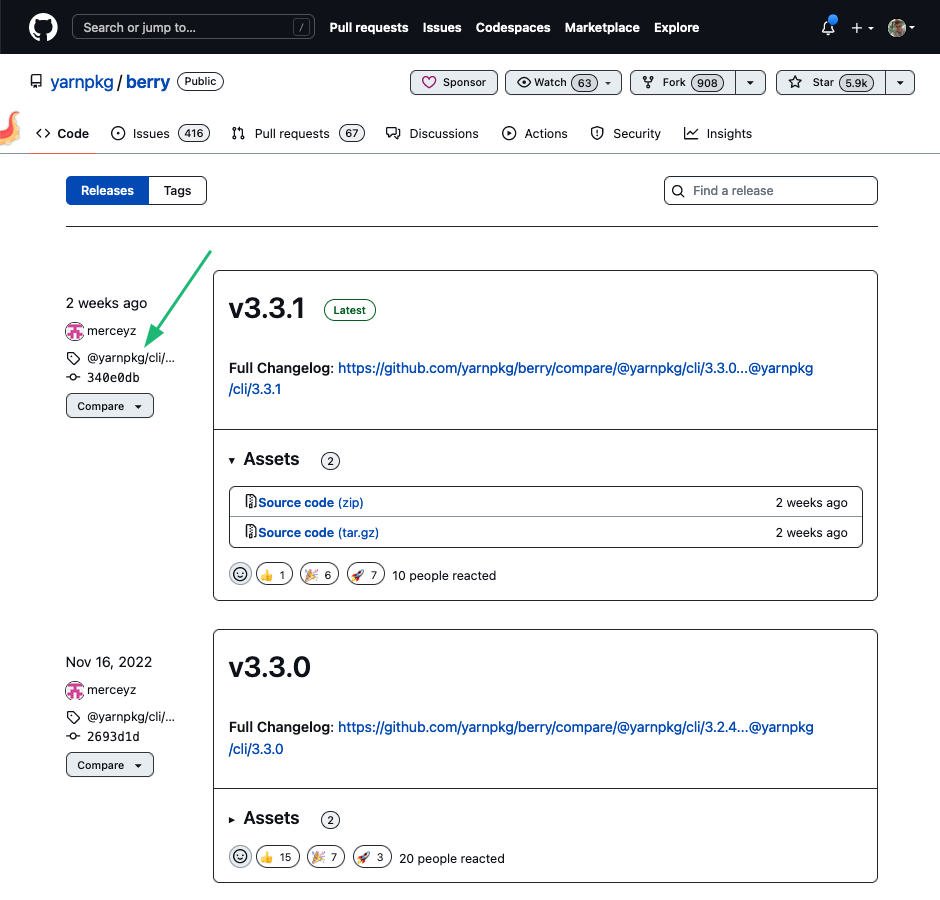 Search or jump to... /
Pull requests Issues Codespaces Marketplace Explore
yarnpkg / berry Public
Sponsor Watch 63 Fork 908 Star 5.9k
Code Issues 416 Pull requests 67 Discussions Actions Security Insights
Releases Tags
Find a release
2 weeks ago
merceyz
@yarnpkg/cli/...
340e0db
Compare
v3.3.1 Latest
Full Changelog: https://github.com/yarnpkg/berry/compare/@yarnpkg/cli/3.3.0...@yarnpkg
/cli/3.3.1
Assets 2
Source code (zip) 2 weeks ago
Source code (tar.gz) 2 weeks ago
1 6 7 10 people reacted
Nov 16, 2022
merceyz
@yarnpkg/cli/...
2693d1d
Compare
v3.3.0
Full Changelog: https://github.com/yarnpkg/berry/compare/@yarnpkg/cli/3.2.4...@yarnpkg
/cli/3.3.0
Assets 2
15 7 3 20 people reacted